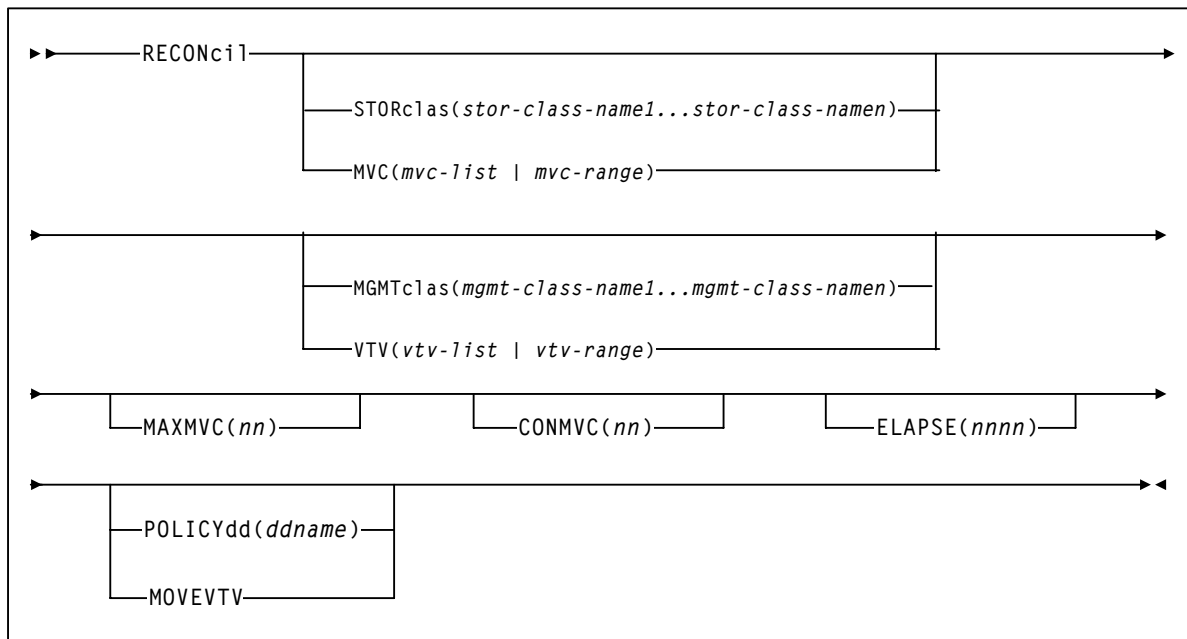 RECONcil
STORclas(stor-class-name1...stor-class-namen)
MVC(mvc-list | mvc-range)
MGMTclas(mgmt-class-name1...mgmt-class-namen)
VTV(vtv-list | vtv-range)
MAXMVC(nn) CONMVC(nn) ELAPSE(nnnn)
POLICYdd(ddname)
MOVEVTV